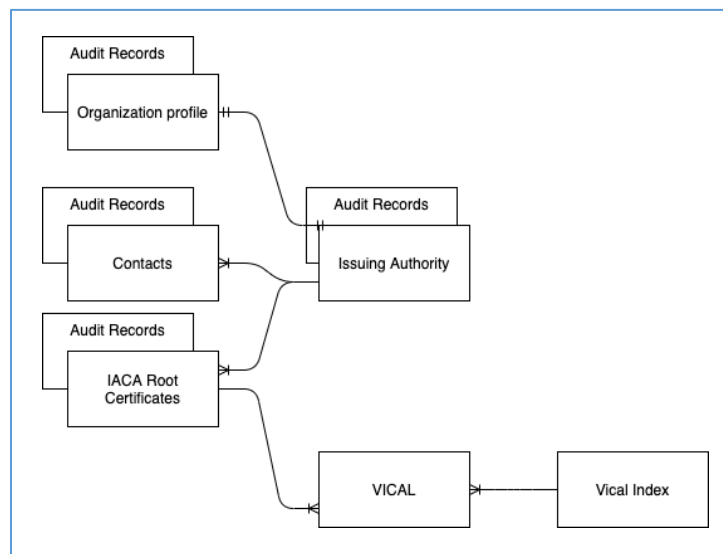 Audit Records
Organization profile
Audit Records
Audit Records
Contacts
Issuing Authority
Audit Records
IACA Root
Certificates
VICAL
Vical Index